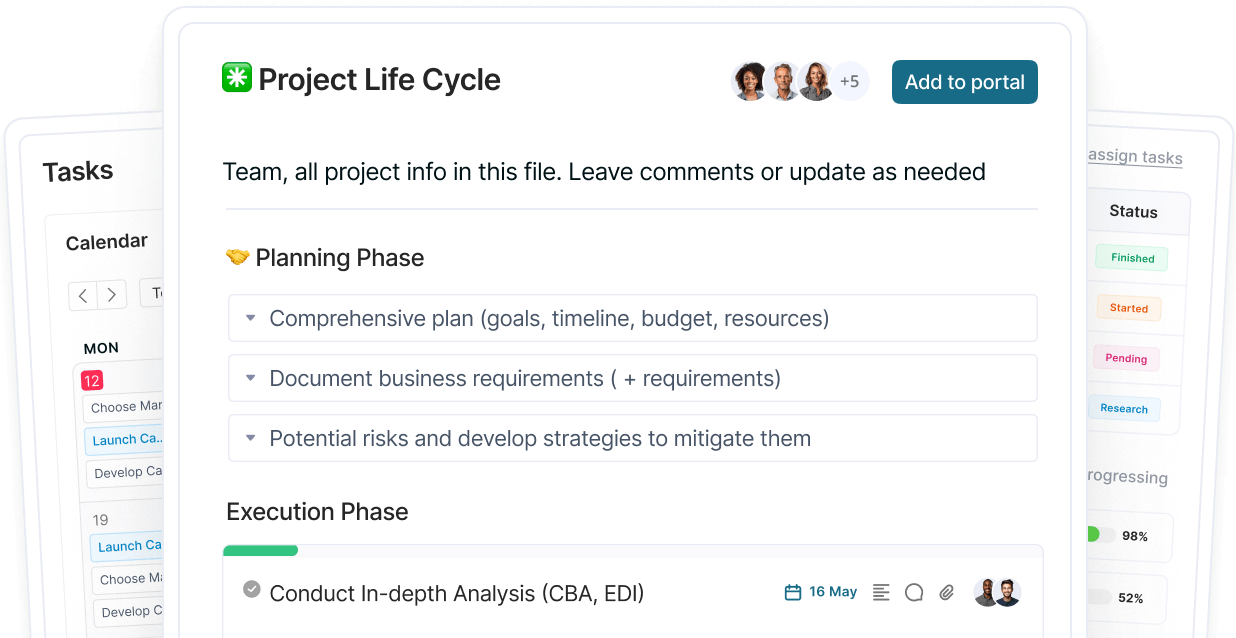 Project Life Cycle
+5
Add to portal
Team, all project info in this file. Leave comments or update as needed
Planning Phase
Comprehensive plan (goals, timeline, budget, resources)
Document business requirements ( + requirements)
Potential risks and develop strategies to mitigate them
Execution Phase
Conduct In-depth Analysis (CBA, EDI)
16 May
Tasks
Calendar
MON
12
Choose Mar
Launch Ca...
Develop Ca
19
Launch Ca
Choose Ma
Develop C
assign tasks
Status
Finished
Started
Pending
Research
rogressing
98%
52%